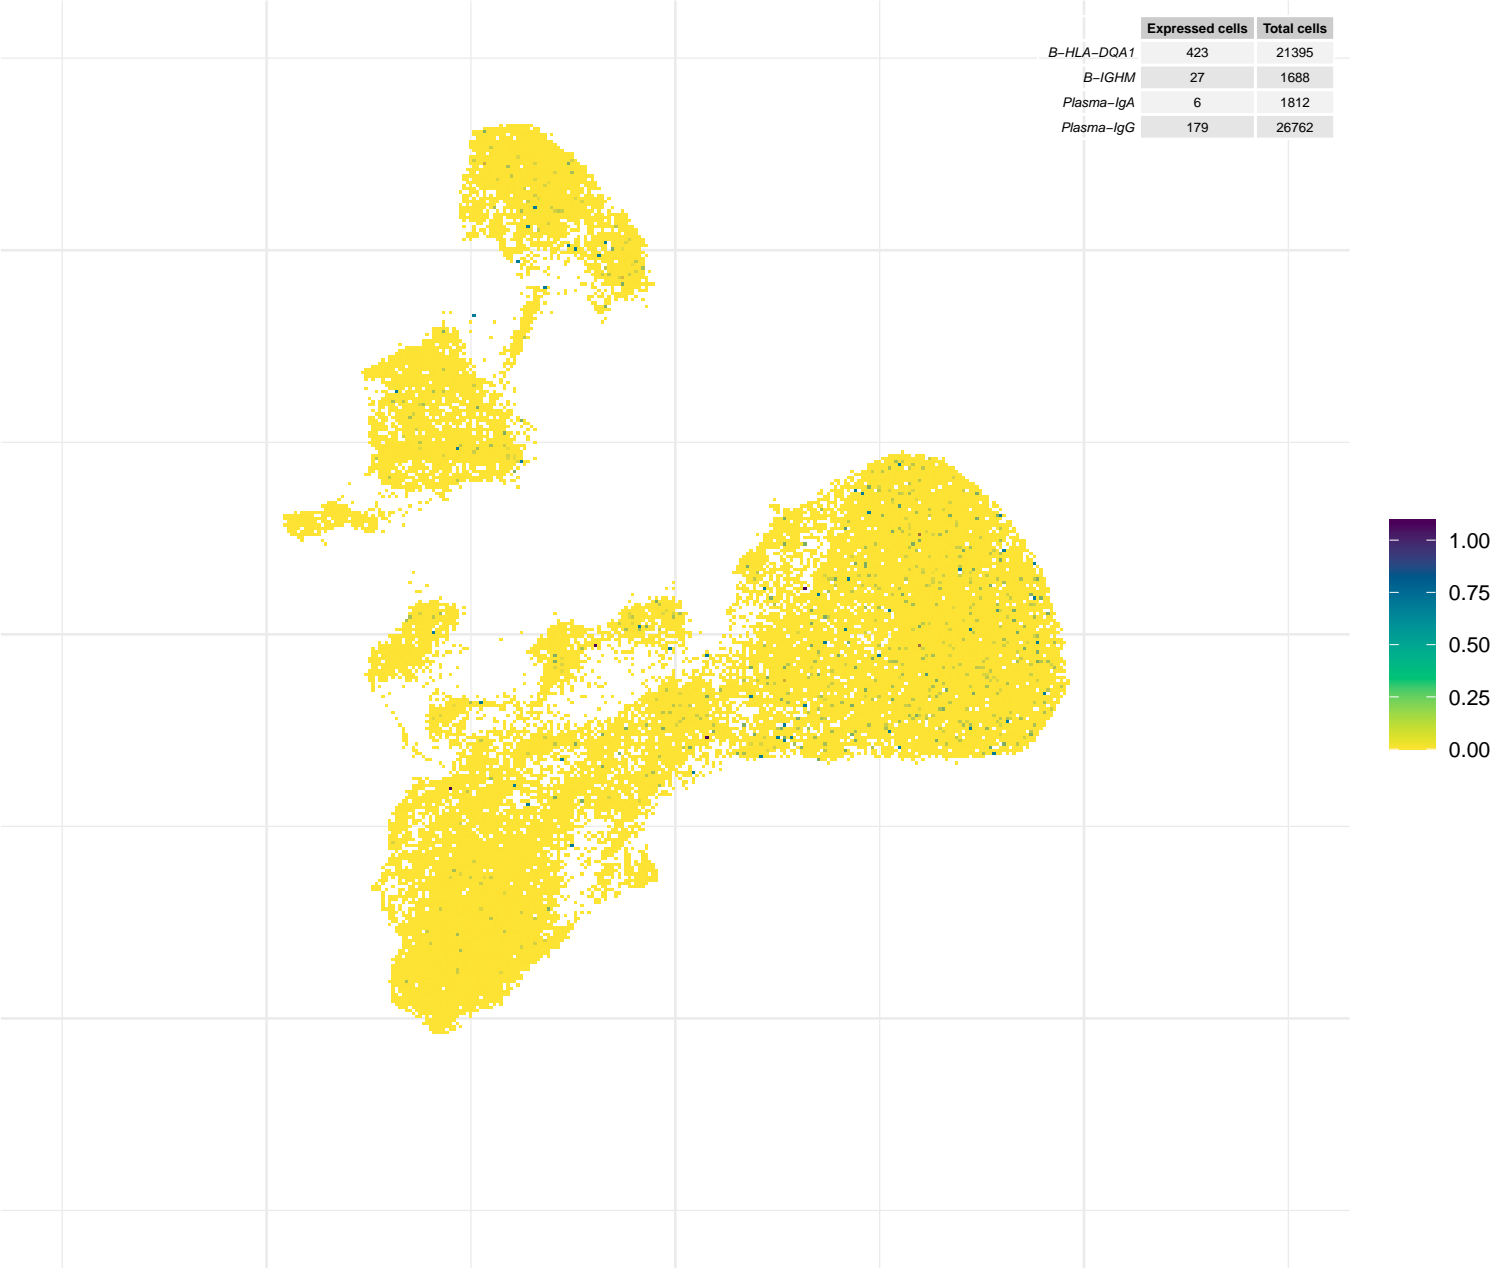 Expressed cells Total cells
B−HLA−DQA1 423 21395
B−IGHM 27 1688
Plasma−IgA 6 1812
Plasma−IgG 179 26762
1.00
0.75
0.50
0.25
0.00